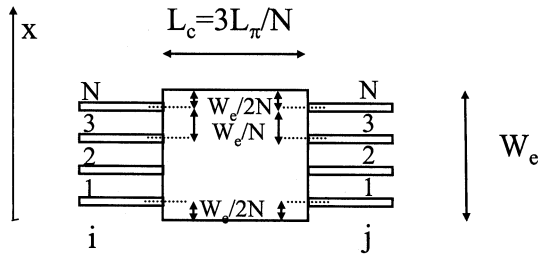 x
L_c=3L_π/N
N W_e/2N N
3 W_e/N 3
2 2
W_e
1 W_e/2N 1
i j